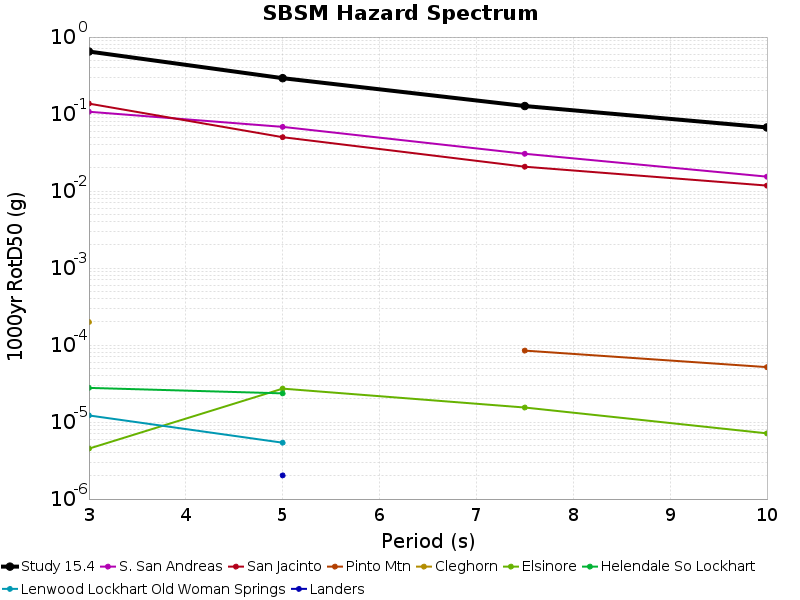 SBSM Hazard Spectrum
1000yr RotD50 (g)
10^0
10^-1
10^-2
10^-3
10^-4
10^-5
10^-6
3 4 5 6 7 8 9 10
Period (s)
Study 15.4 S. San Andreas San Jacinto Pinto Mtn Cleghorn Elsinore Helendale So Lockhart
Lenwood Lockhart Old Woman Springs Landers